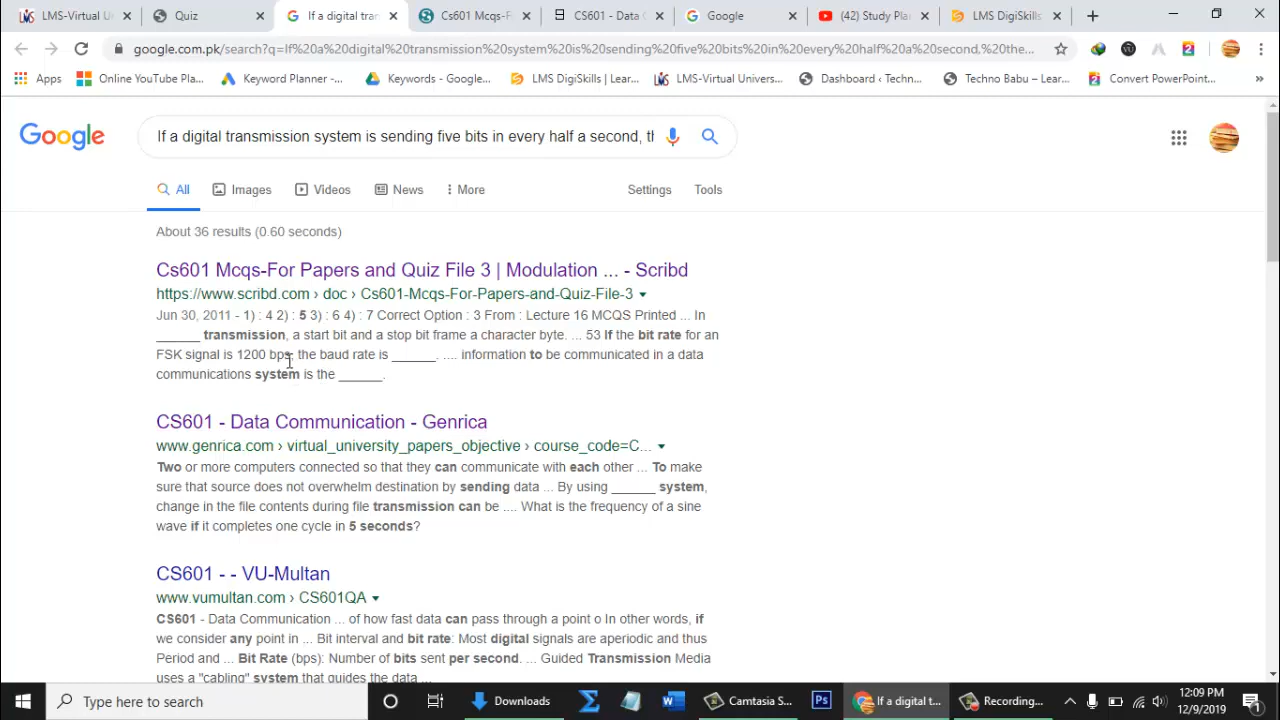 LMS-Virtual U
Quiz
If a digital tran
Cs601 Mcqs-F
CS601 - Data C
Google
(42) Study Pla
LMS DigiSkills
google.com.pk/search?q=If%20a%20digital%20transmission%20system%20is%20sending%20five%20bits%20in%20every%20half%20a%20second,%20the...
Apps
Online YouTube Pla...
Keyword Planner -...
Keywords - Google...
LMS DigiSkills | Lear...
LMS-Virtual Univers...
Dashboard ‹ Techn...
Techno Babu – Lear...
Convert PowerPoint...
»
Google
If a digital transmission system is sending five bits in every half a second, th
All
Images
Videos
News
More
Settings
Tools
About 36 results (0.60 seconds)
Cs601 Mcqs-For Papers and Quiz File 3 | Modulation ... - Scribd
https://www.scribd.com › doc › Cs601-Mcqs-For-Papers-and-Quiz-File-3
Jun 30, 2011 - 1) : 4 2) : 5 3) : 6 4) : 7 Correct Option : 3 From : Lecture 16 MCQS Printed ... In
______ transmission, a start bit and a stop bit frame a character byte. ... 53 If the bit rate for an
FSK signal is 1200 bps, the baud rate is ______. .... information to be communicated in a data
communications system is the ______.
CS601 - Data Communication - Genrica
www.genrica.com › virtual_university_papers_objective › course_code=C...
Two or more computers connected so that they can communicate with each other ... To make
sure that source does not overwhelm destination by sending data ... By using ______ system,
change in the file contents during file transmission can be .... What is the frequency of a sine
wave if it completes one cycle in 5 seconds?
CS601 - - VU-Multan
www.vumultan.com › CS601QA
CS601 - Data Communication ... of how fast data can pass through a point o In other words, if
we consider any point in ... Bit interval and bit rate: Most digital signals are aperiodic and thus
Period and ... Bit Rate (bps): Number of bits sent per second. ... Guided Transmission Media
uses a "cabling" system that guides the data ...
Type here to search
Downloads
Camtasia S...
Ps
If a digital t...
Recording...
12:09 PM
12/9/2019